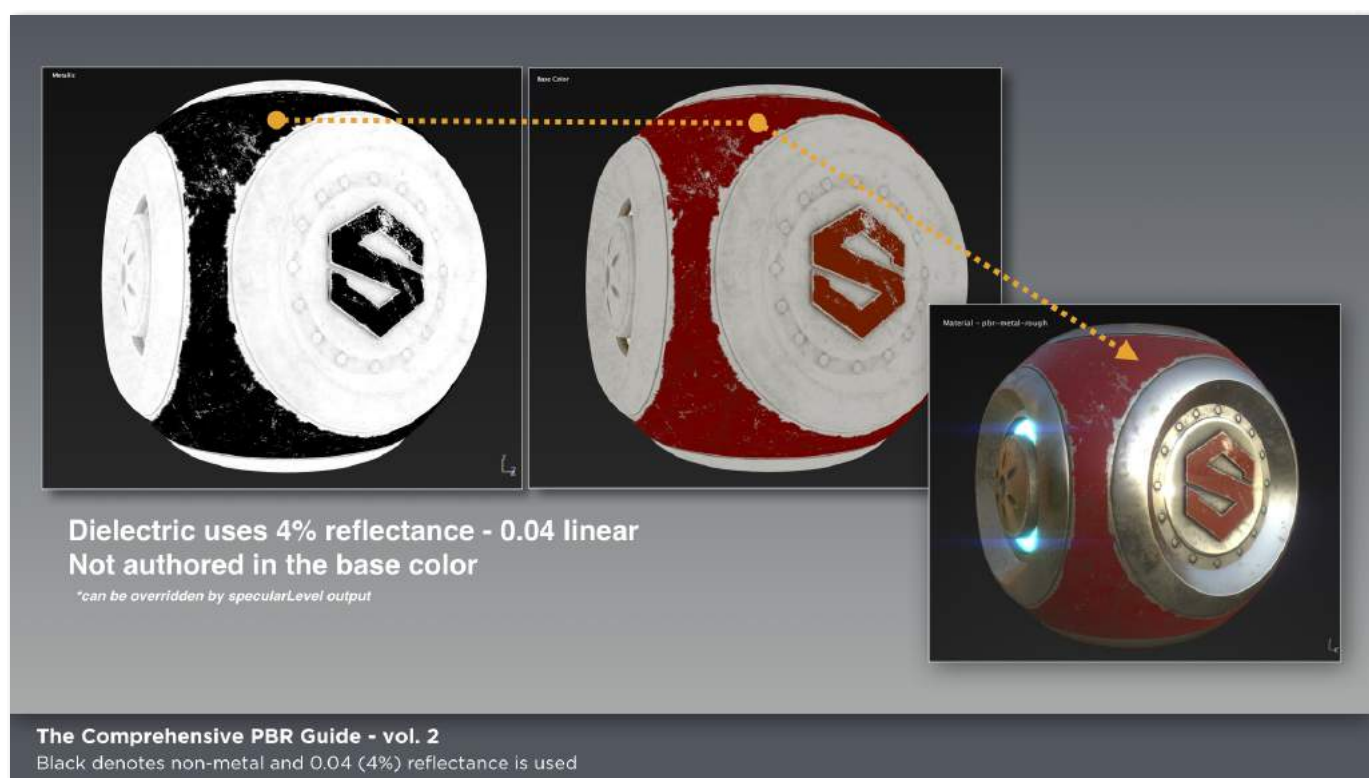 Metallic
Base Color
Material - pbr-metal-rough
Dielectric uses 4% reflectance - 0.04 linear
Not authored in the base color
*can be overridden by specularLevel output
The Comprehensive PBR Guide - vol. 2
Black denotes non-metal and 0.04 (4%) reflectance is used